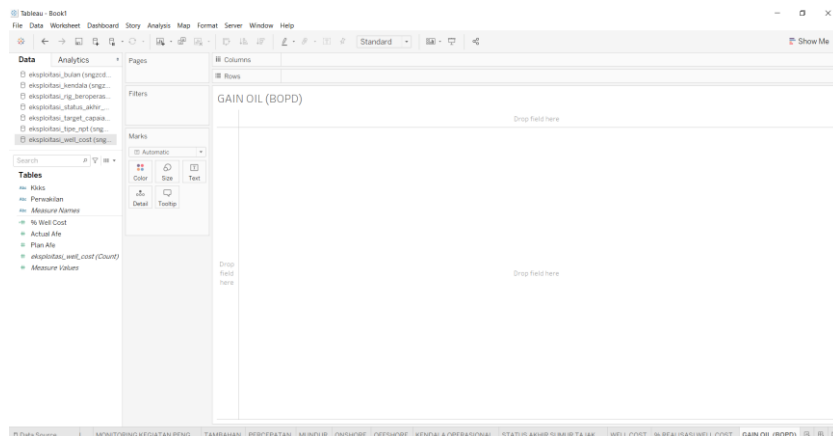 Tableau - Book1
File Data Worksheet Dashboard Story Analysis Map Format Server Window Help
Standard
Show Me
Data Analytics
Pages
Columns
Rows
eksploitasi_bulan (sngzcd...
eksploitasi_kendala (sngz...
eksploitasi_rig_beroperas...
eksploitasi_status_akhir_...
eksploitasi_target_capaia...
eksploitasi_tipe_npt (sng...
eksploitasi_well_cost (sng...
Search
Tables
Abc Kkks
Abc Perwakilan
Abc Measure Names
% Well Cost
Actual Afe
Plan Afe
eksploitasi_well_cost (Count)
Measure Values
Filters
Marks
Automatic
Color Size Text
Detail Tooltip
GAIN OIL (BOPD)
Drop field here
Drop
field
here
Drop field here
Data Source MONITORING KEGIATAN PENG... TAMBAHAN PERCEPATAN MUNDUR ONSHORE OFFSHORE KENDALA OPERASIONAL STATUS AKHIR SUMUR TAJAK WELL COST % REALISASI WELL COST GAIN OIL (BOPD)